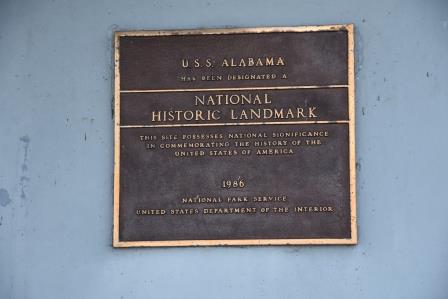 U.S.S. ALABAMA
HAS BEEN DESIGNATED A
NATIONAL
HISTORIC LANDMARK
THIS SITE POSSESSES NATIONAL SIGNIFICANCE
IN COMMEMORATING THE HISTORY OF THE
UNITED STATES OF AMERICA
1986
NATIONAL PARK SERVICE
UNITED STATES DEPARTMENT OF THE INTERIOR